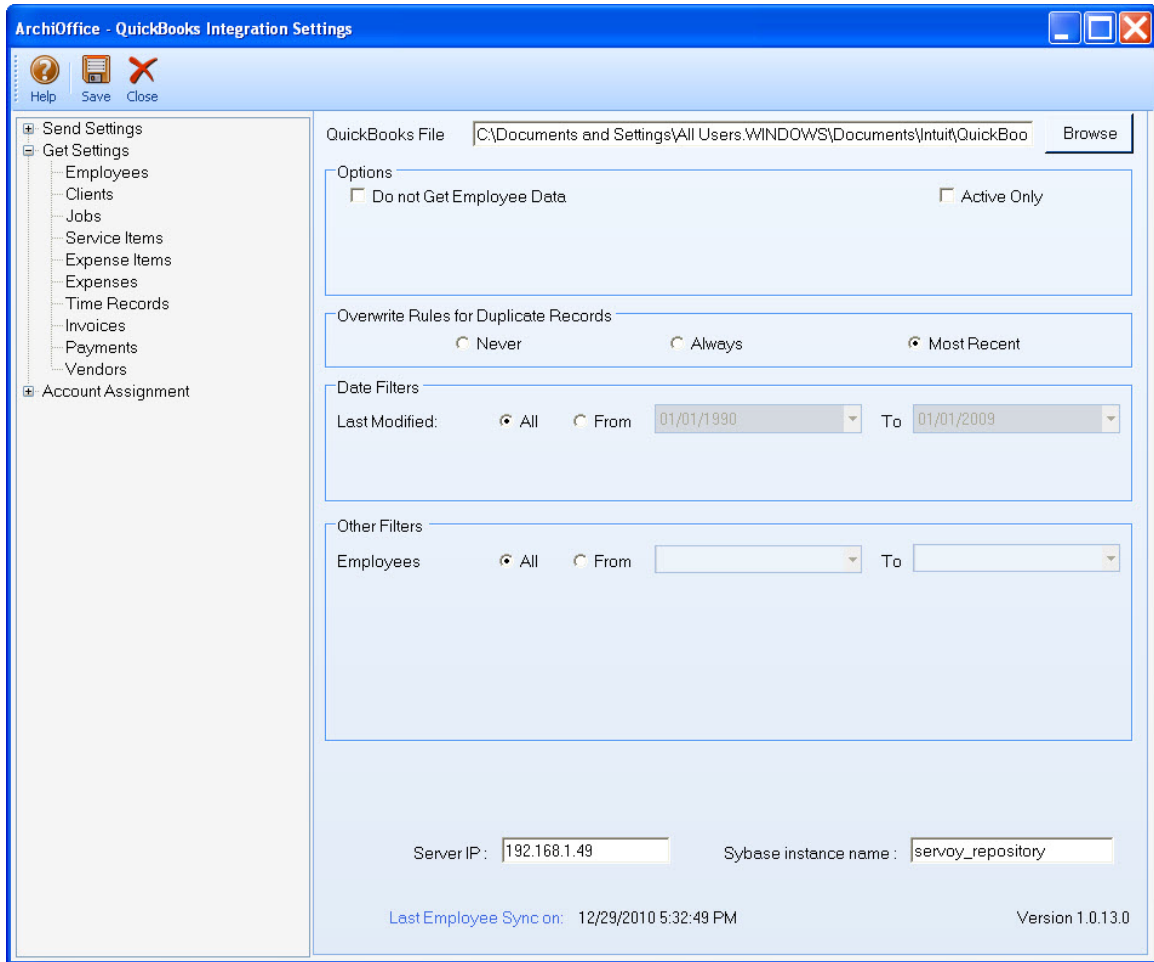 ArchiOffice - QuickBooks Integration Settings
Help Save Close
Send Settings
Get Settings
Employees
Clients
Jobs
Service Items
Expense Items
Expenses
Time Records
Invoices
Payments
Vendors
Account Assignment
QuickBooks File C:\Documents and Settings\All Users.WINDOWS\Documents\Intuit\QuickBoo Browse
Options
Do not Get Employee Data Active Only
Overwrite Rules for Duplicate Records
Never Always Most Recent
Date Filters
Last Modified: All From 01/01/1990 To 01/01/2009
Other Filters
Employees All From To
Server IP : 192.168.1.49 Sybase instance name : servoy_repository
Last Employee Sync on: 12/29/2010 5:32:49 PM Version 1.0.13.0